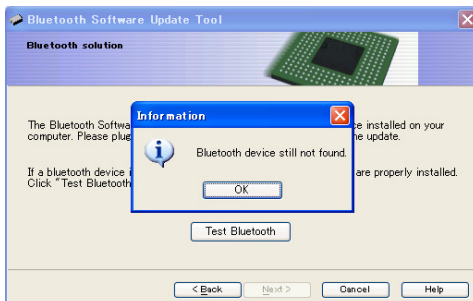 Bluetooth Software Update Tool
Bluetooth solution
The Bluetooth Softwa
ce installed on your
computer. Please plug
he update.
If a bluetooth device i
are properly installed.
Click "Test Bluetooth
Information
Bluetooth device still not found.
OK
Test Bluetooth
< Back
Next >
Cancel
Help